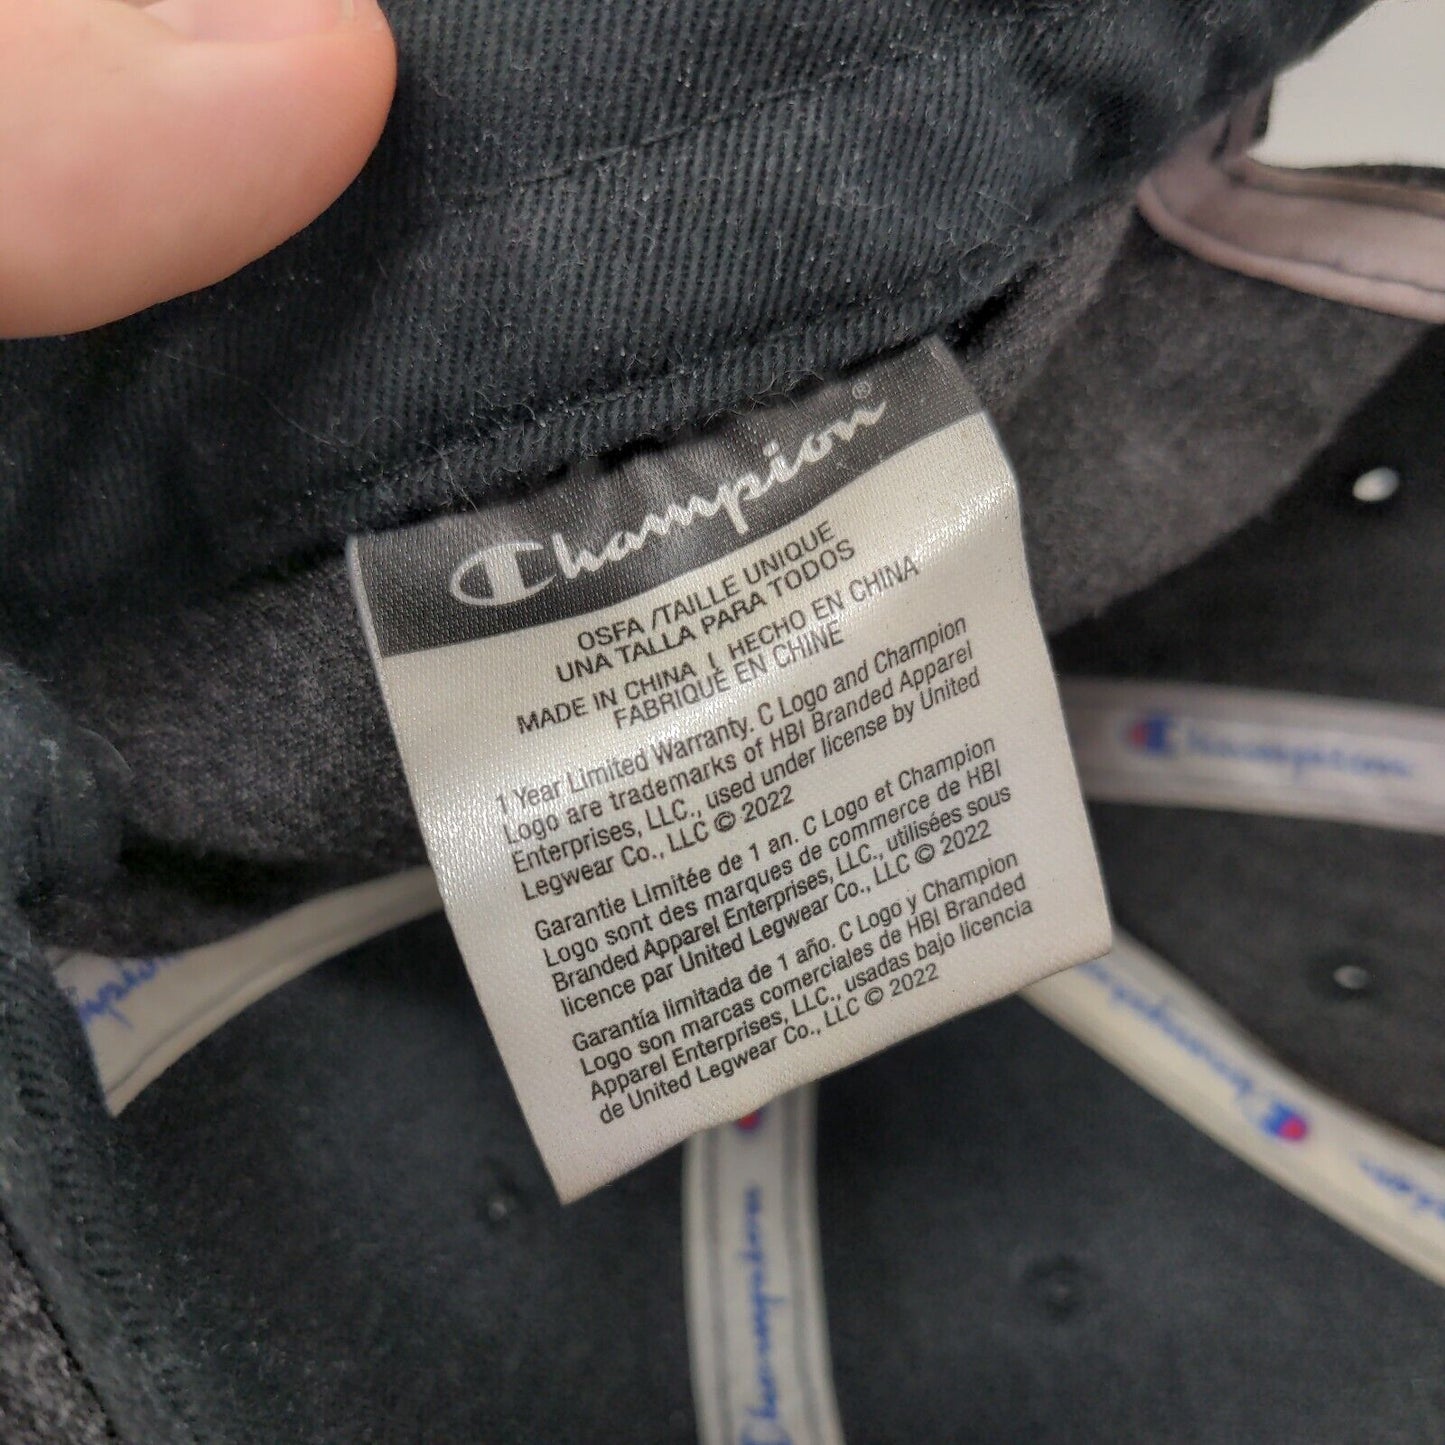 Champion®
OSFA /TAILLE UNIQUE
UNA TALLA PARA TODOS
MADE IN CHINA | HECHO EN CHINA
FABRIQUÉ EN CHINE
1 Year Limited Warranty. C Logo and Champion
Logo are trademarks of HBI Branded Apparel
Enterprises, LLC., used under license by United
Legwear Co., LLC © 2022
Garantie Limitée de 1 an. C Logo et Champion
Logo sont des marques de commerce de HBI
Branded Apparel Enterprises, LLC., utilisées sous
licence par United Legwear Co., LLC © 2022
Garantía limitada de 1 año. C Logo y Champion
Logo son marcas comerciales de HBI Branded
Apparel Enterprises, LLC., usadas bajo licencia
de United Legwear Co., LLC © 2022
Champion
Champion
Champion